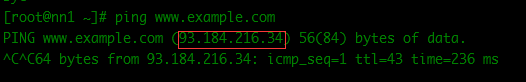 [root@nn1 ~]# ping www.example.com
PING www.example.com (93.184.216.34) 56(84) bytes of data.
^C^C64 bytes from 93.184.216.34: icmp_seq=1 ttl=43 time=236 ms